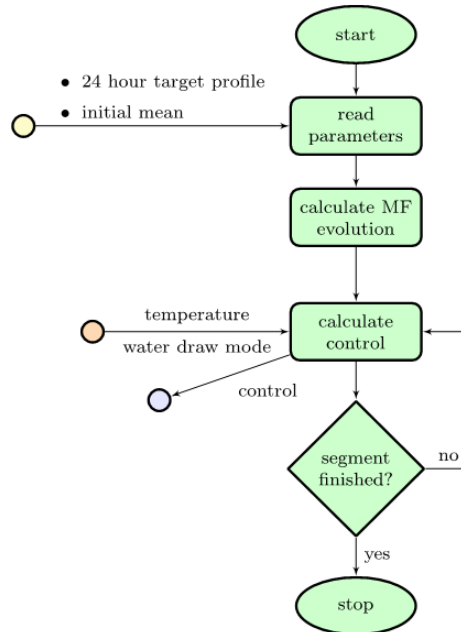 start
• 24 hour target profile
• initial mean
read
parameters
calculate MF
evolution
temperature
water draw mode
calculate
control
control
segment
finished?
no
yes
stop